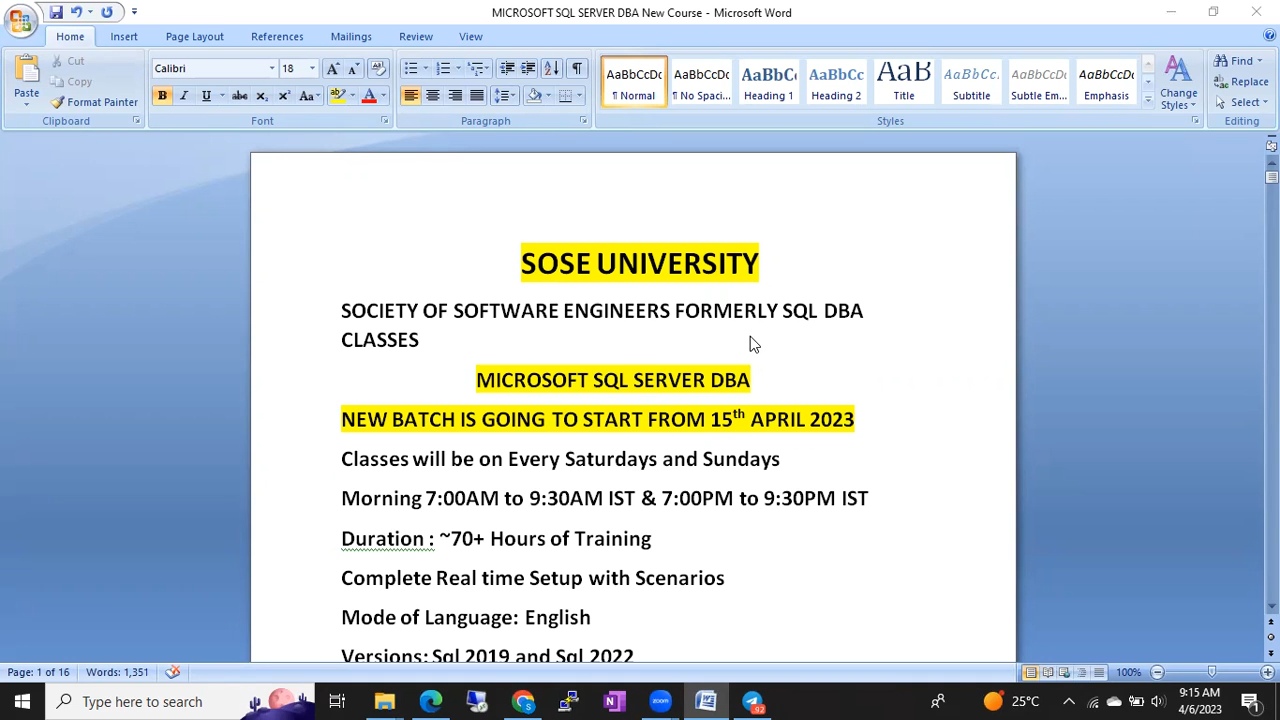 MICROSOFT SQL SERVER DBA New Course - Microsoft Word
Home Insert Page Layout References Mailings Review View
Paste
Cut
Copy
Format Painter
Clipboard
Calibri 18
Font
Paragraph
AaBbCcDc AaBbCcDc AaBbCc AaBbCc AaB AaBbCc. AaBbCcDc AaBbCcDc
¶ Normal ¶ No Spaci... Heading 1 Heading 2 Title Subtitle Subtle Em... Emphasis
Change Styles
Styles
Find
Replace
Select
Editing
SOSE UNIVERSITY
SOCIETY OF SOFTWARE ENGINEERS FORMERLY SQL DBA
CLASSES
MICROSOFT SQL SERVER DBA
NEW BATCH IS GOING TO START FROM 15th APRIL 2023
Classes will be on Every Saturdays and Sundays
Morning 7:00AM to 9:30AM IST & 7:00PM to 9:30PM IST
Duration : ~70+ Hours of Training
Complete Real time Setup with Scenarios
Mode of Language: English
Versions: Sql 2019 and Sql 2022
Page: 1 of 16 Words: 1,351 100%
Type here to search zoom 92 25°C 9:15 AM
4/6/2023